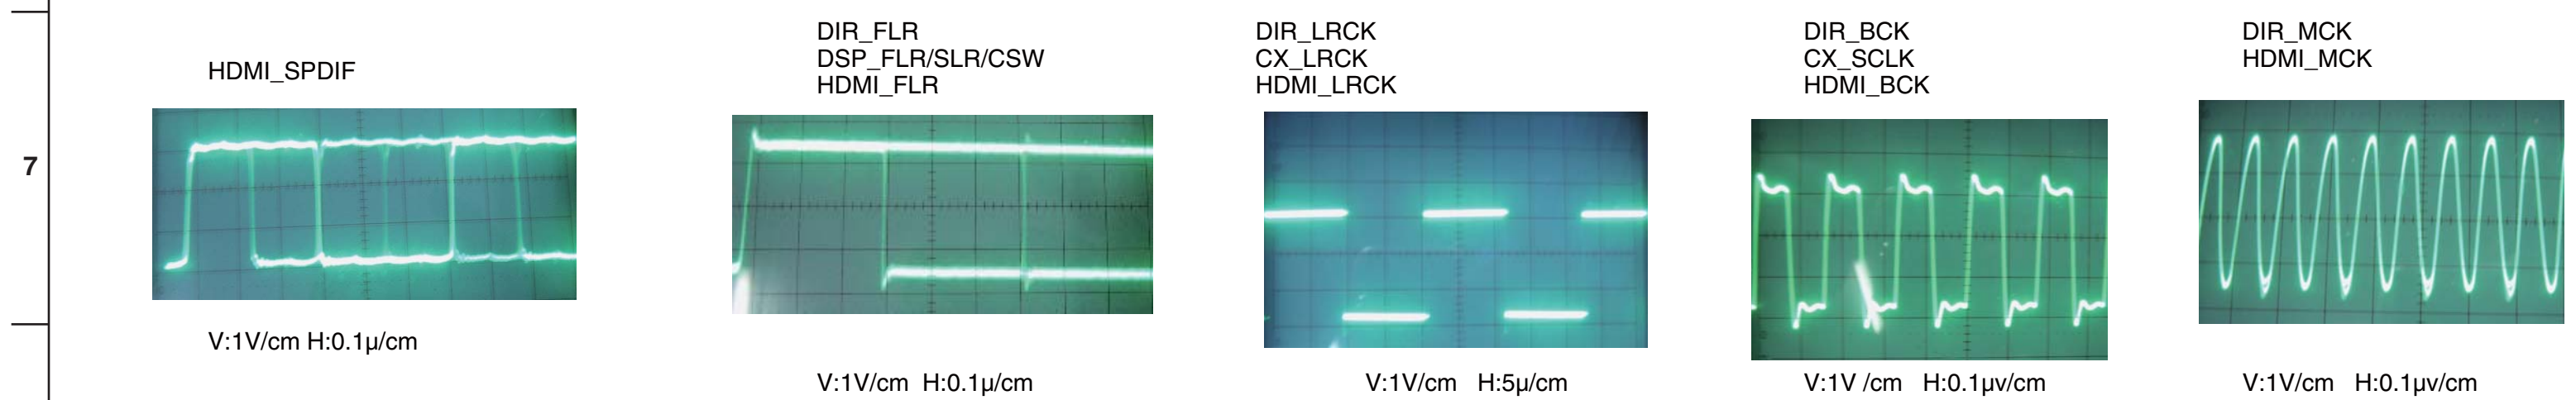 7
HDMI_SPDIF
V:1V/cm H:0.1µ/cm
DIR_FLR
DSP_FLR/SLR/CSW
HDMI_FLR
V:1V/cm H:0.1µ/cm
DIR_LRCK
CX_LRCK
HDMI_LRCK
V:1V/cm H:5µ/cm
DIR_BCK
CX_SCLK
HDMI_BCK
V:1V /cm H:0.1µv/cm
DIR_MCK
HDMI_MCK
V:1V/cm H:0.1µv/cm